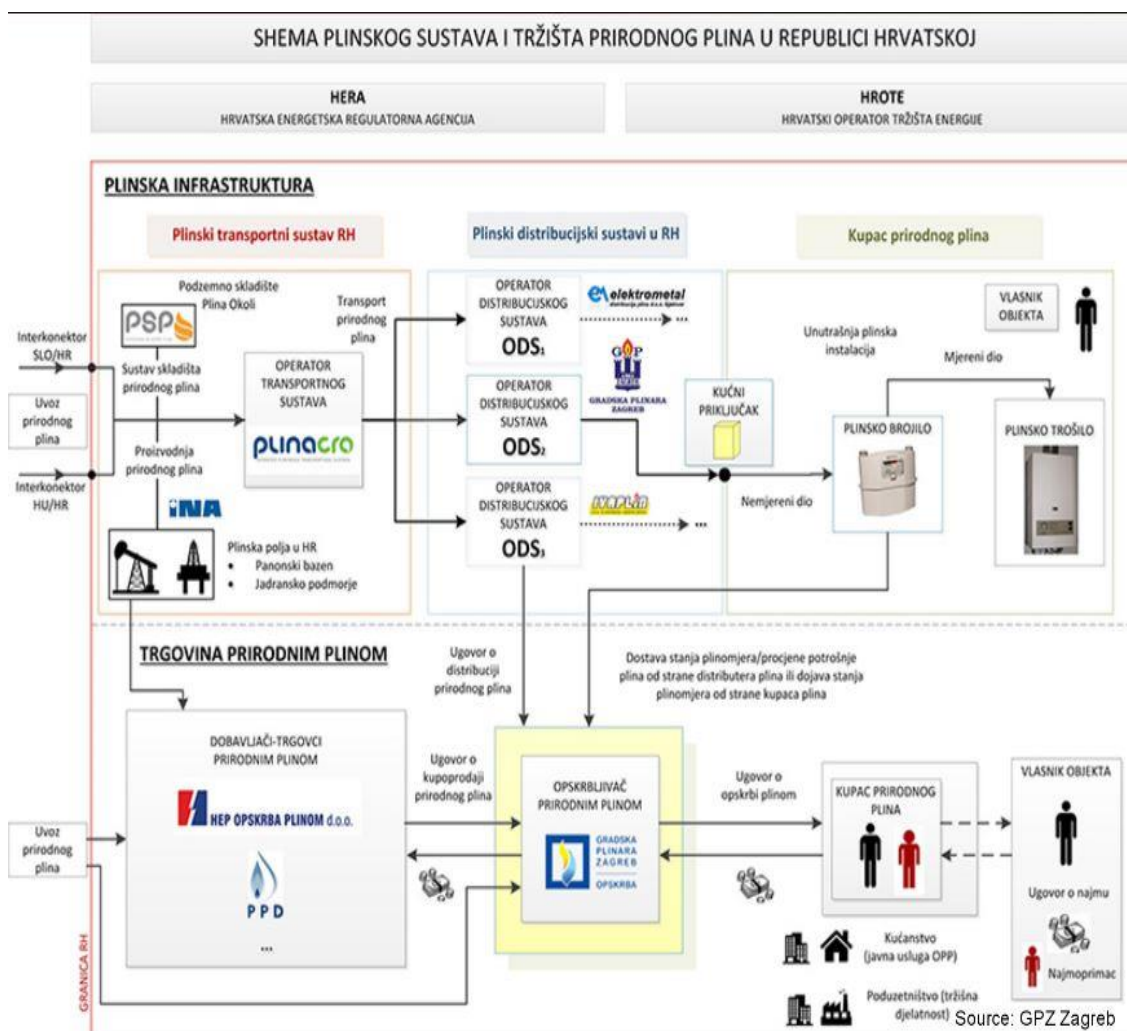 SHEMA PLINSKOG SUSTAVA I TRŽIŠTA PRIRODNOG PLINA U REPUBLICI HRVATSKOJ
HERA
HRVATSKA ENERGETSKA REGULATORNA AGENCIJA
HROTE
HRVATSKI OPERATOR TRŽIŠTA ENERGIJE
PLINSKA INFRASTRUKTURA
Plinski transportni sustav RH
Plinski distribucijski sustavi u RH
Kupac prirodnog plina
Interkonektor
SLO/HR
Uvoz
prirodnog
plina
Interkonektor
HU/HR
Podzemno skladište
Plina Okoli
PSP
Sustav skladišta
prirodnog plina
Proizvodnja
prirodnog plina
INA
Plinska polja u HR
• Panonski bazen
• Jadransko podmorje
OPERATOR
TRANSPORTNOG
SUSTAVA
plinacro
Transport
prirodnog
plina
OPERATOR
DISTRIBUCIJSKOG
SUSTAVA
ODS1
elektrometal
...
OPERATOR
DISTRIBUCIJSKOG
SUSTAVA
ODS2
GRADSKA PLINARA
ZAGREB
OPERATOR
DISTRIBUCIJSKOG
SUSTAVA
ODS3
IVAPLIN
...
KUĆNI
PRIKLJUČAK
Nemjereni dio
Unutrašnja plinska
instalacija
PLINSKO BROJILO
VLASNIK
OBJEKTA
Mjereni dio
PLINSKO TROŠILO
TRGOVINA PRIRODNIM PLINOM
Ugovor o
distribuciji
prirodnog plina
Dostava stanja plinomjera/procjene potrošnje
plina od strane distributera plina ili dojava stanja
plinomjera od strane kupaca plina
Uvoz
prirodnog
plina
GRANICA RH
DOBAVLJAČI-TRGOVCI
PRIRODNIM PLINOM
HEP OPSKRBA PLINOM d.o.o.
PPD
...
Ugovor o
kupoprodaji
prirodnog plina
OPSKRBLJIVAČ
PRIRODNIM PLINOM
GRADSKA
PLINARA
ZAGREB
OPSKRBA
Ugovor o
opskrbi plinom
KUPAC PRIRODNOG
PLINA
Kućanstvo
(javna usluga OPP)
Poduzetništvo (tržišna
djelatnost)
VLASNIK OBJEKTA
Ugovor o najmu
Najmoprimac
Source: GPZ Zagreb